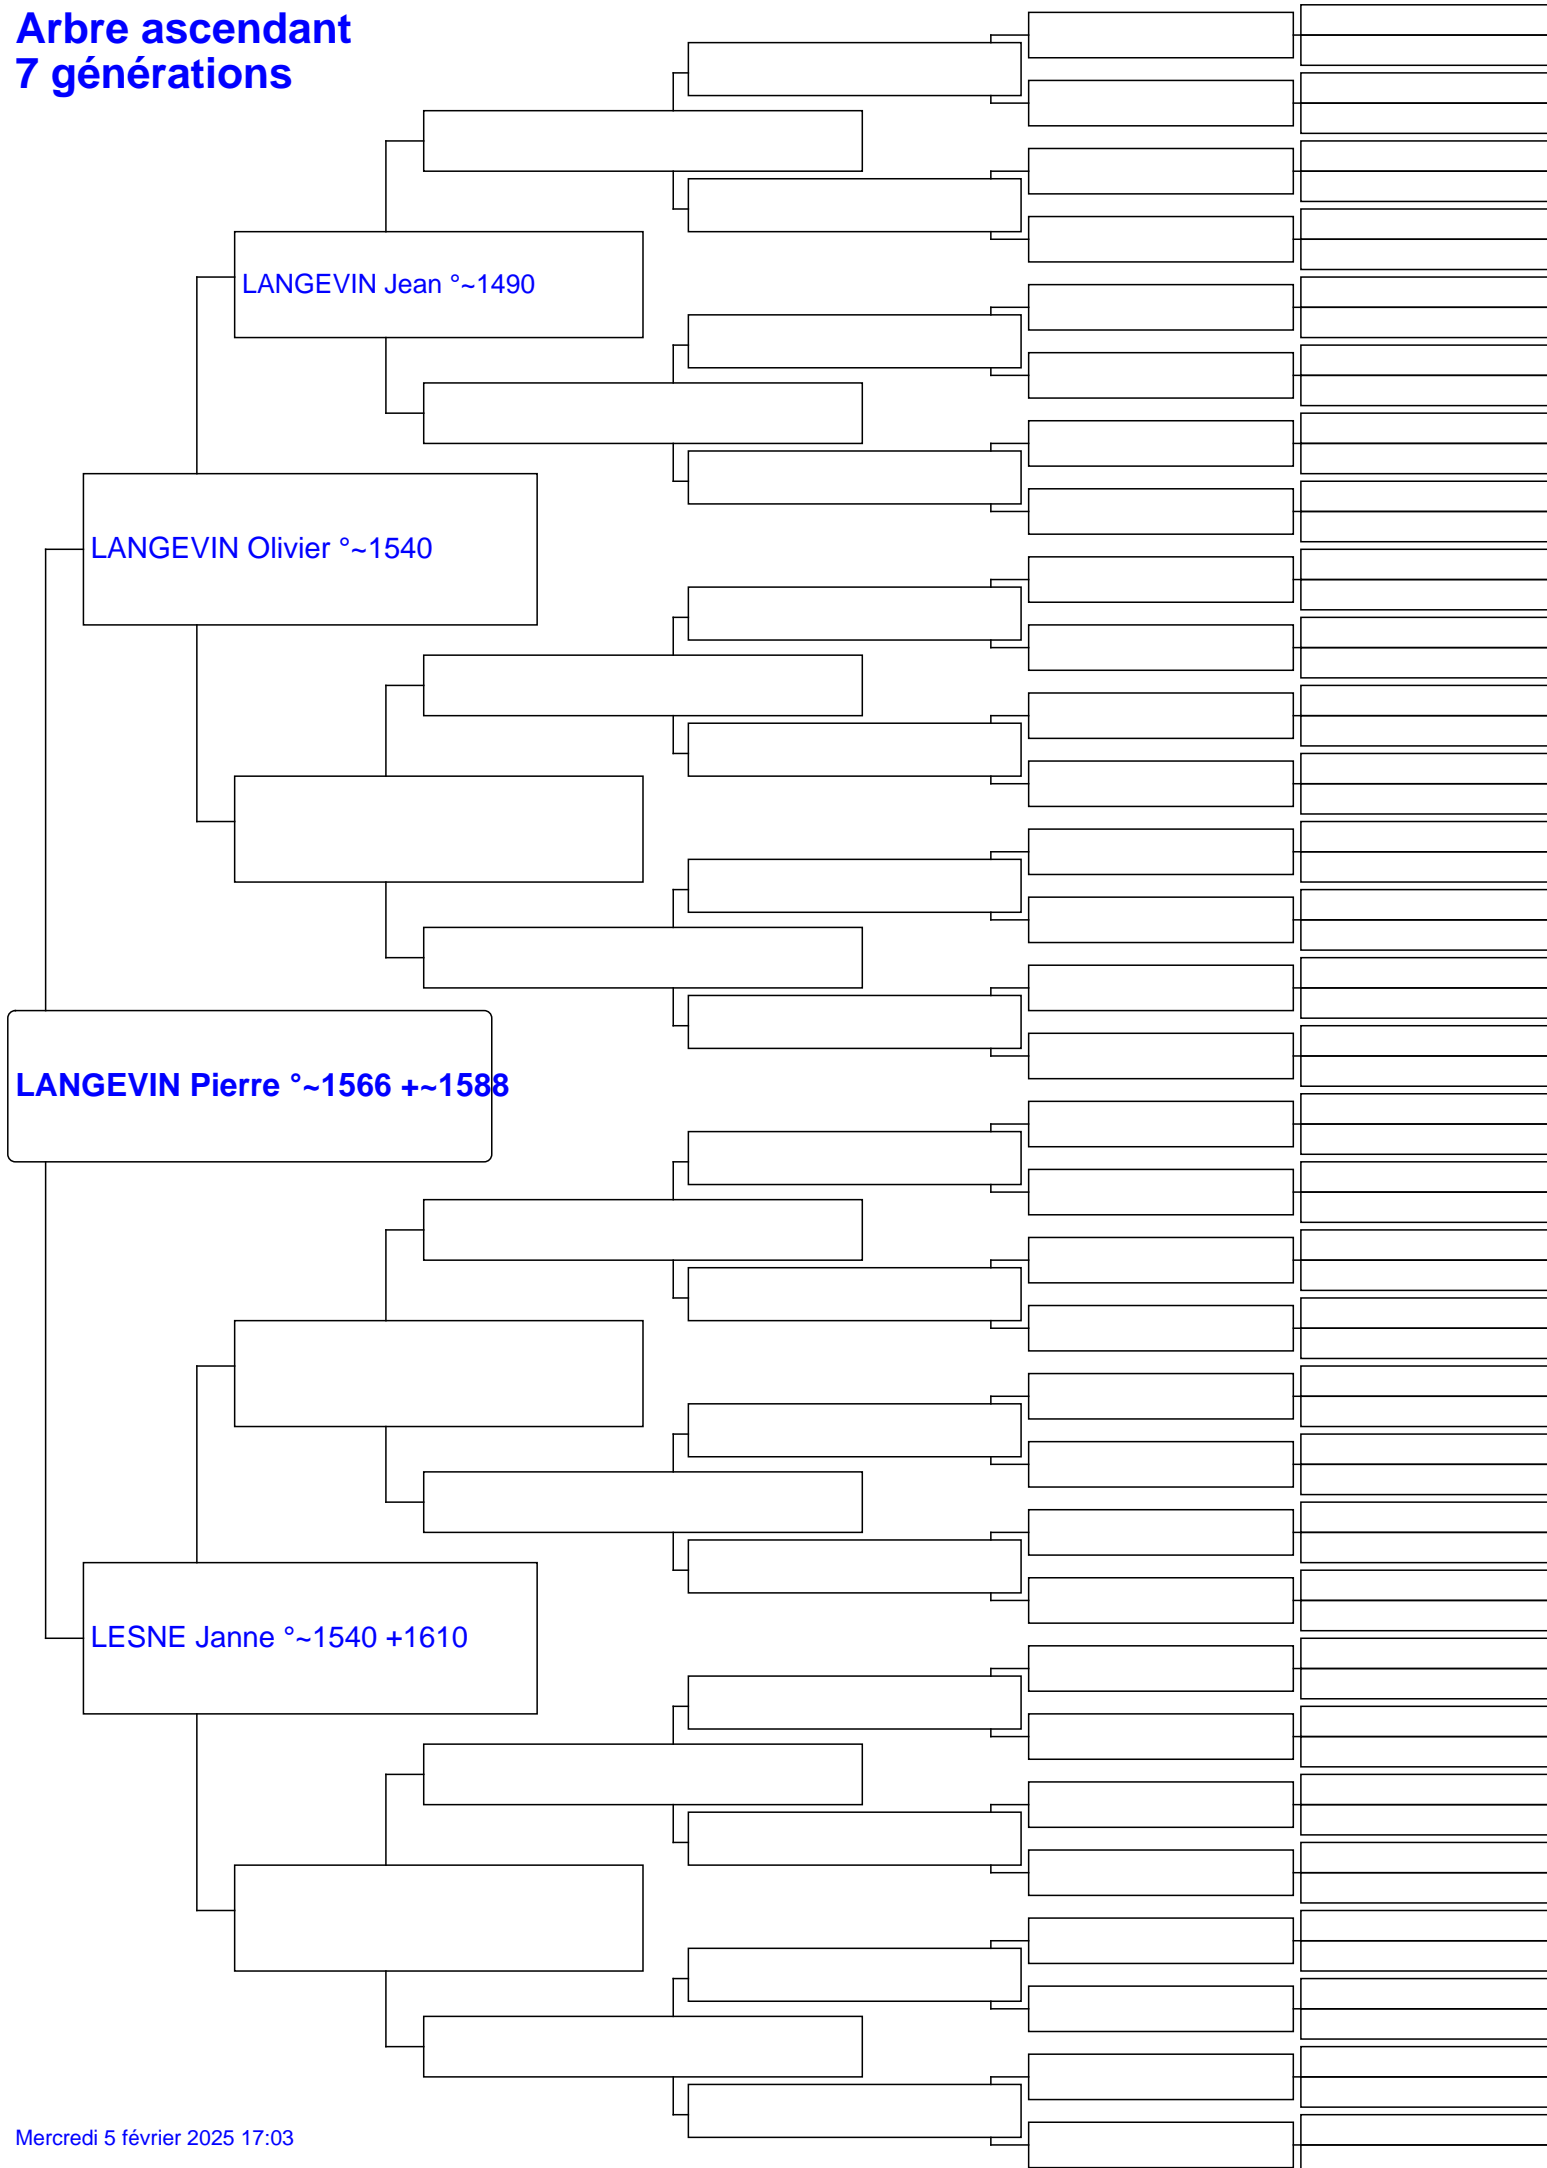 Arbre ascendant
7 générations
LANGEVIN Jean °~1490
LANGEVIN Olivier °~1540
LANGEVIN Pierre °~1566 +~1588
LESNE Janne °~1540 +1610
Mercredi 5 février 2025 17:03